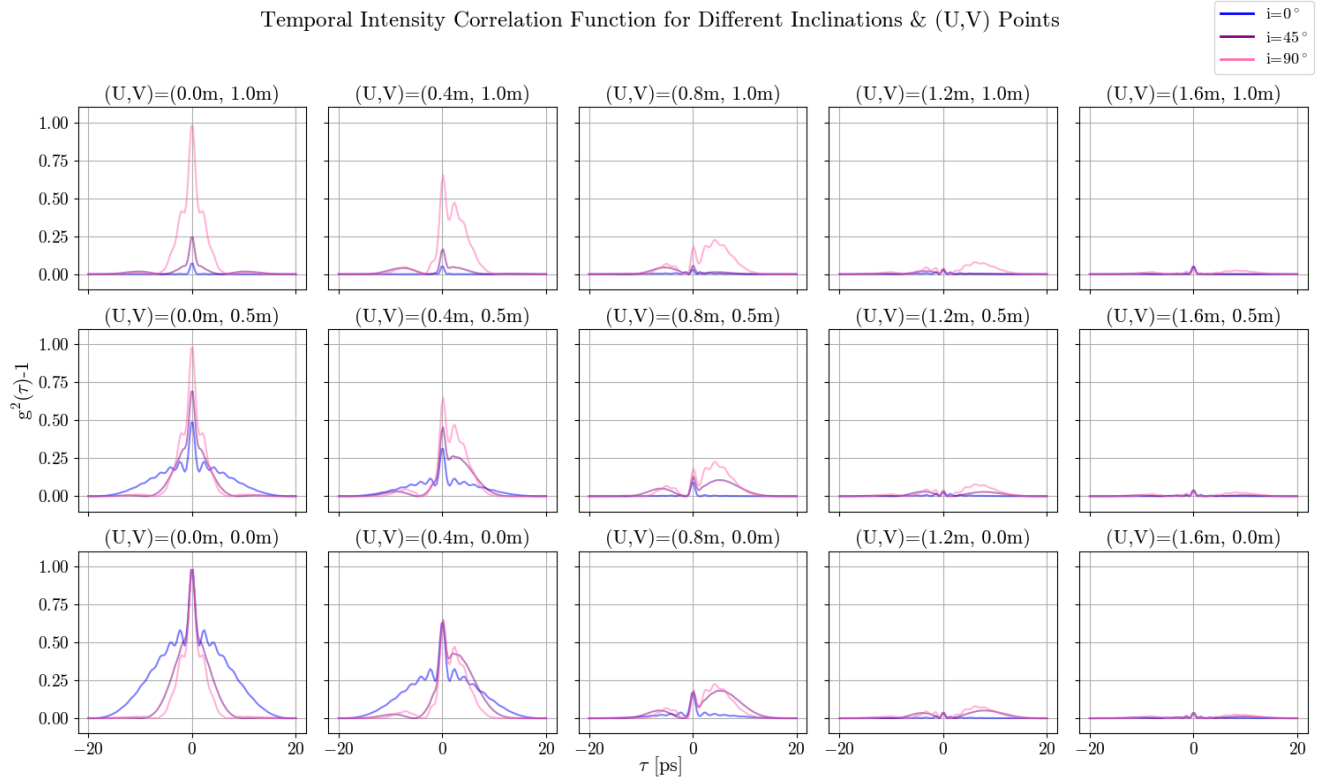 Temporal Intensity Correlation Function for Different Inclinations & (U,V) Points
i=0°
i=45°
i=90°
(U,V)=(0.0m, 1.0m)
(U,V)=(0.4m, 1.0m)
(U,V)=(0.8m, 1.0m)
(U,V)=(1.2m, 1.0m)
(U,V)=(1.6m, 1.0m)
1.00
0.75
0.50
0.25
0.00
(U,V)=(0.0m, 0.5m)
(U,V)=(0.4m, 0.5m)
(U,V)=(0.8m, 0.5m)
(U,V)=(1.2m, 0.5m)
(U,V)=(1.6m, 0.5m)
1.00
0.75
0.50
0.25
0.00
g²(τ)-1
(U,V)=(0.0m, 0.0m)
(U,V)=(0.4m, 0.0m)
(U,V)=(0.8m, 0.0m)
(U,V)=(1.2m, 0.0m)
(U,V)=(1.6m, 0.0m)
1.00
0.75
0.50
0.25
0.00
−20 0 20
−20 0 20
−20 0 20
−20 0 20
−20 0 20
τ [ps]